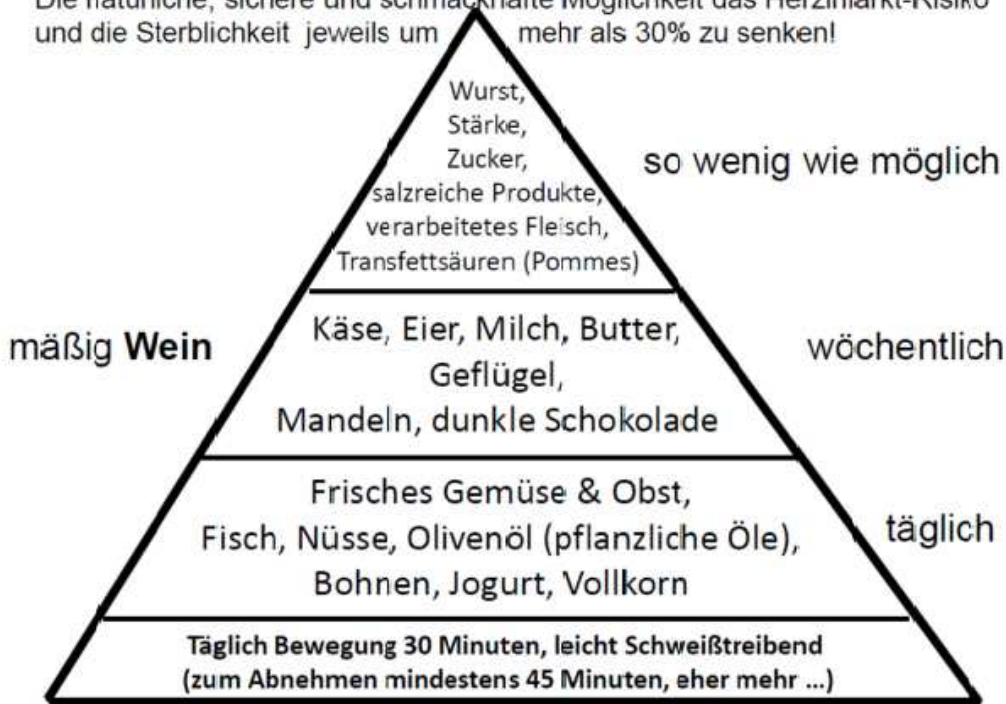 Die natürliche, sichere und schmackhafte Möglichkeit das Herzinfarkt-Risiko
und die Sterblichkeit jeweils um mehr als 30% zu senken!
Wurst,
Stärke,
Zucker,
salzreiche Produkte,
verarbeitetes Fleisch,
Transfettsäuren (Pommes)
so wenig wie möglich
Käse, Eier, Milch, Butter,
Geflügel,
Mandeln, dunkle Schokolade
mäßig Wein
wöchentlich
Frisches Gemüse & Obst,
Fisch, Nüsse, Olivenöl (pflanzliche Öle),
Bohnen, Jogurt, Vollkorn
täglich
Täglich Bewegung 30 Minuten, leicht Schweißtreibend
(zum Abnehmen mindestens 45 Minuten, eher mehr ...)